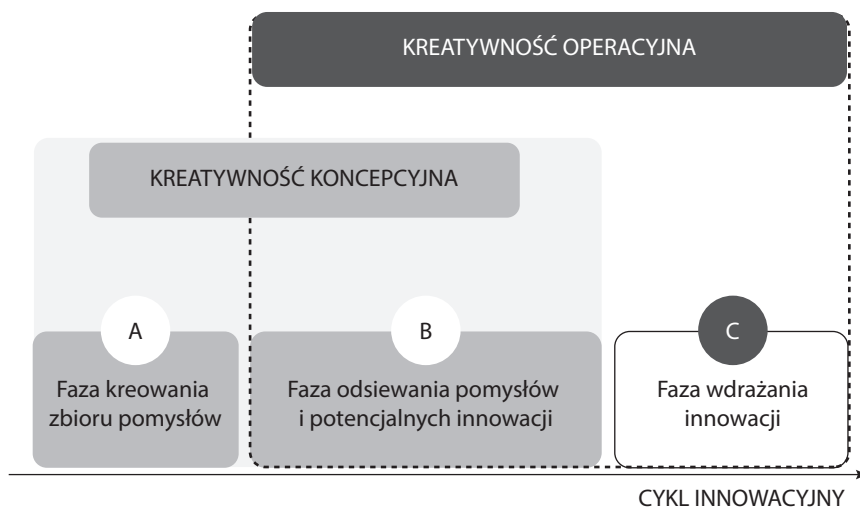 KREATYWNOŚĆ OPERACYJNA
KREATYWNOŚĆ KONCEPCYJNA
A
Faza kreowania
zbioru pomysłów
B
Faza odsiewania pomysłów
i potencjalnych innowacji
C
Faza wdrażania
innowacji
CYKL INNOWACYJNY